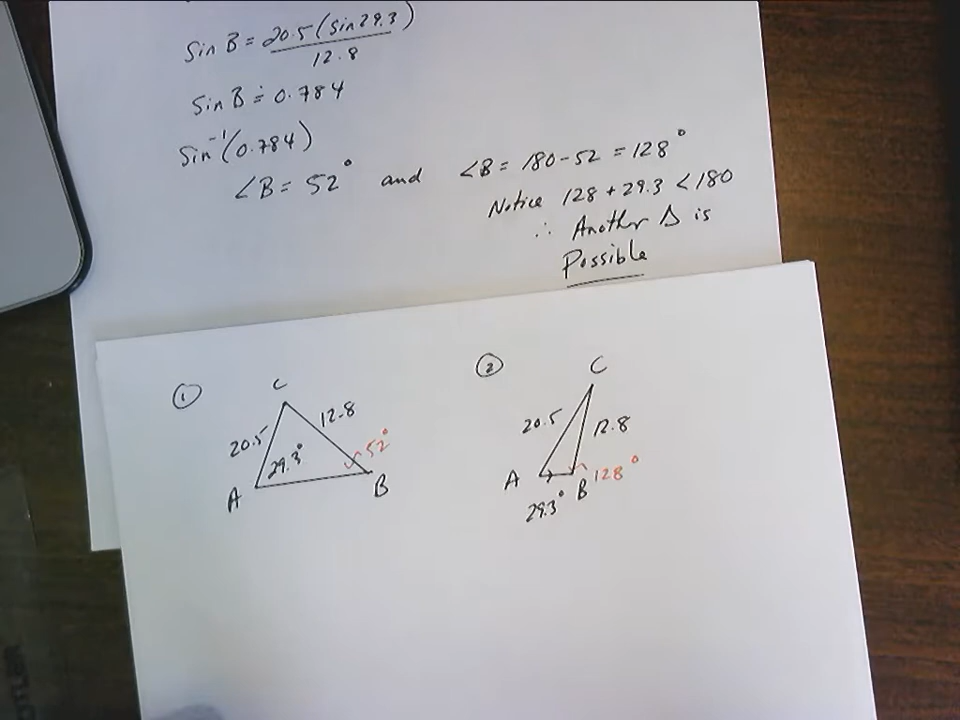 Sin B = 20.5 (Sin 29.3)
12.8
Sin B ≐ 0.784
Sin⁻¹(0.784)
∠B = 52° and ∠B = 180 - 52 = 128°
Notice 128 + 29.3 < 180
∴ Another Δ is
Possible
① C 20.5 12.8 29.3° 52° A B
② C 20.5 12.8 A B 128° 29.3°